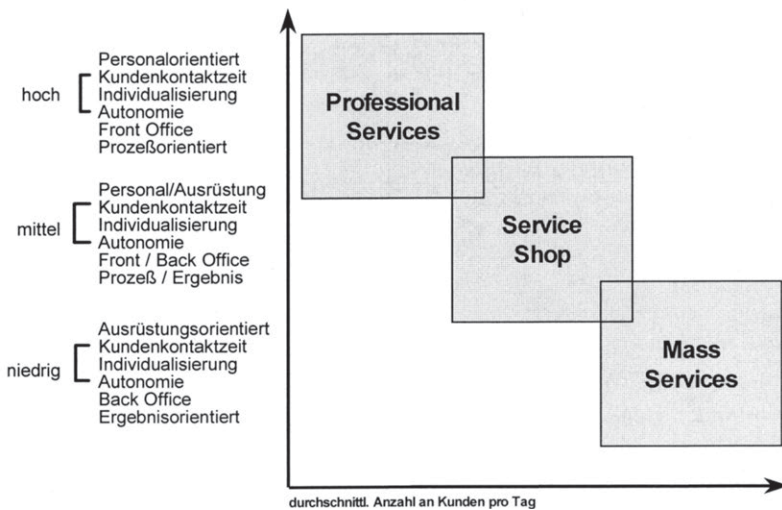 Personalorientiert
Kundenkontaktzeit
hoch
Individualisierung
Autonomie
Front Office
Prozeßorientiert
Professional
Services
Personal/Ausrüstung
Kundenkontaktzeit
mittel
Individualisierung
Autonomie
Front / Back Office
Prozeß / Ergebnis
Service
Shop
Ausrüstungsorientiert
Kundenkontaktzeit
niedrig
Individualisierung
Autonomie
Back Office
Ergebnisorientiert
Mass
Services
durchschnittl. Anzahl an Kunden pro Tag